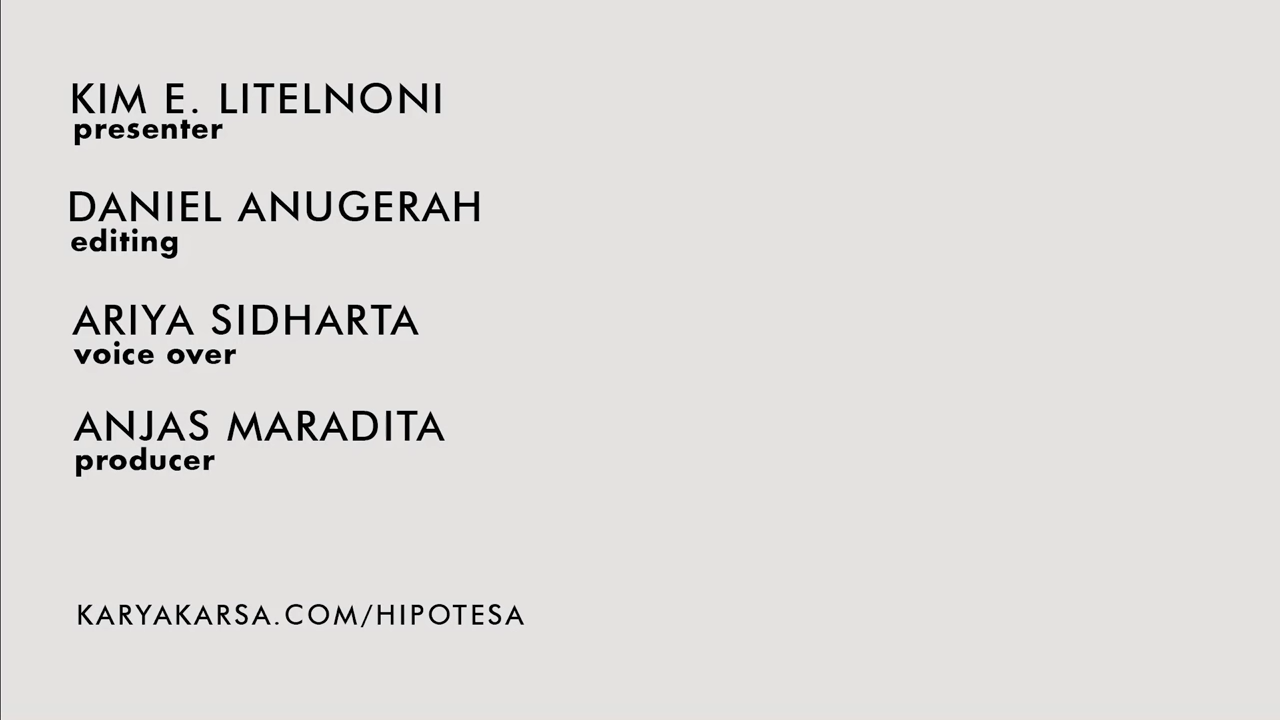 KIM E. LITELNONI
presenter
DANIEL ANUGERAH
editing
ARIYA SIDHARTA
voice over
ANJAS MARADITA
producer
KARYAKARSA.COM/HIPOTESA